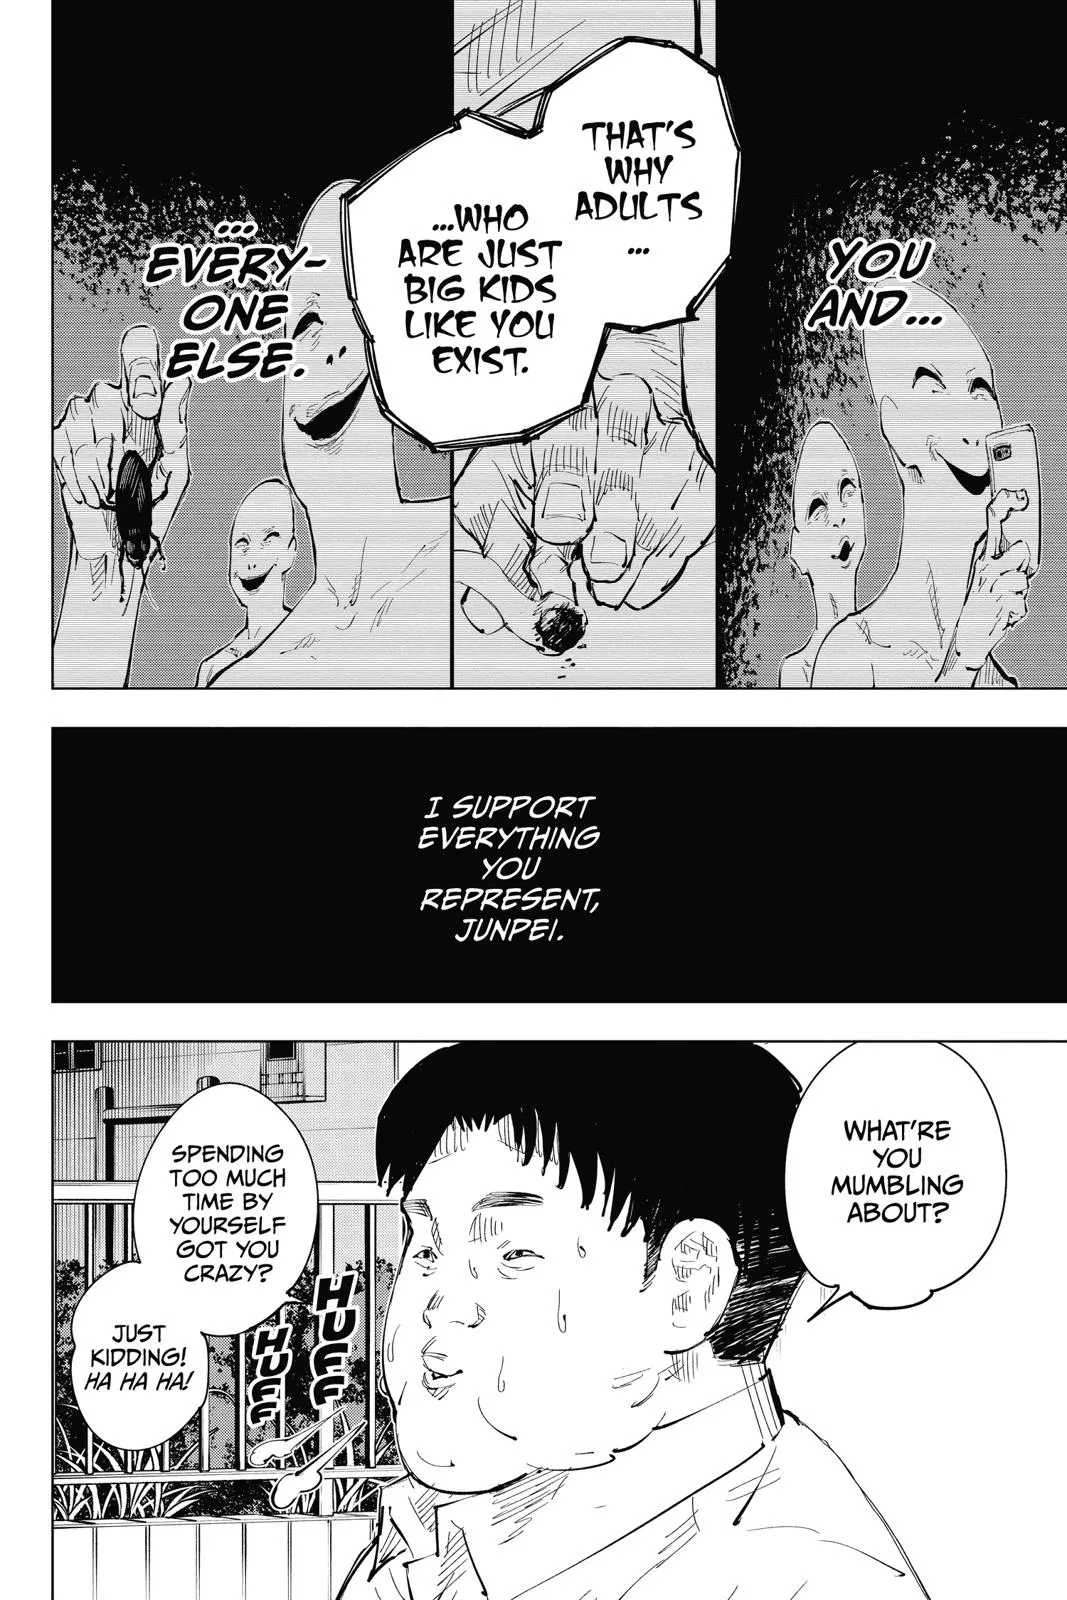 YOU
AND...
THAT'S
WHY
ADULTS
...
...WHO
ARE JUST
BIG KIDS
LIKE YOU
EXIST.
...
EVERY-
ONE
ELSE.
I SUPPORT
EVERYTHING
YOU
REPRESENT,
JUNPEI.
WHAT'RE
YOU
MUMBLING
ABOUT?
SPENDING
TOO MUCH
TIME BY
YOURSELF
GOT YOU
CRAZY?
JUST
KIDDING!
HA HA HA!
HUFF
HUFF